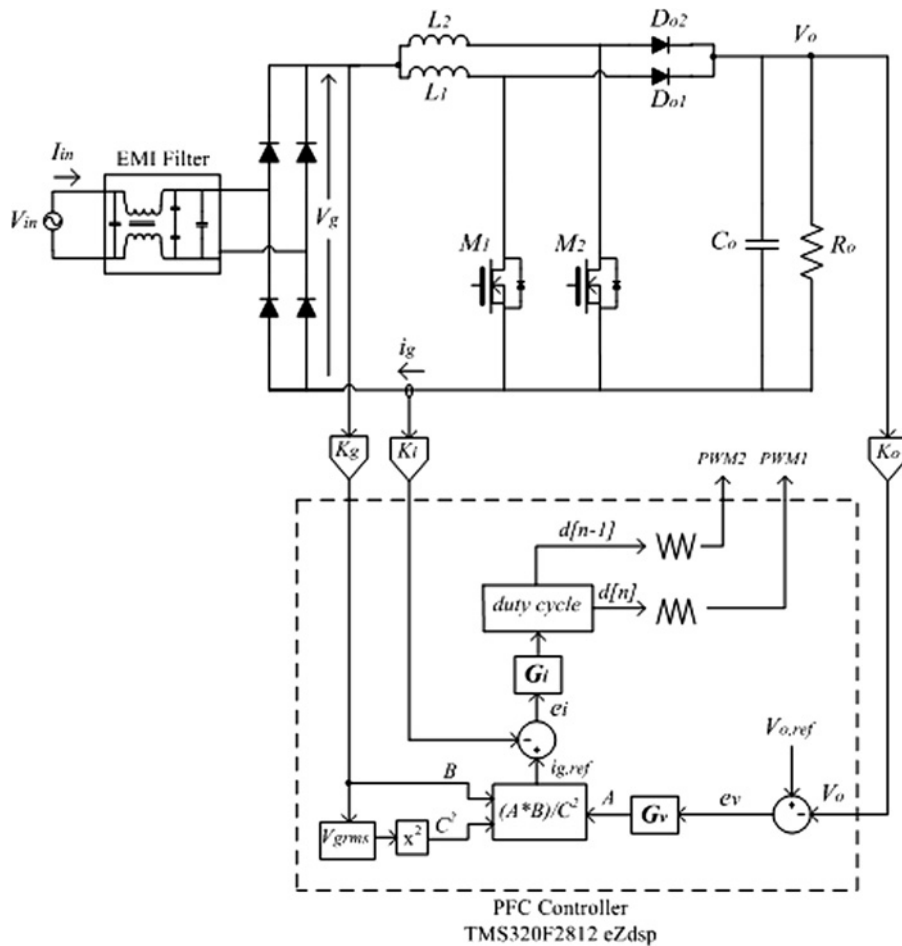 L2
Do2
Vo
L1
Do1
EMI Filter
Iin
Vin
Vg
M1
M2
Co
Ro
ig
Kg
Ki
Ko
PWM2
PWM1
d[n-1]
duty cycle
d[n]
Gi
ei
Vo,ref
ig,ref
B
A
ev
Vo
(A*B)/C²
Gv
Vgrms
x²
C²
+
-
+
-
PFC Controller
TMS320F2812 eZdsp